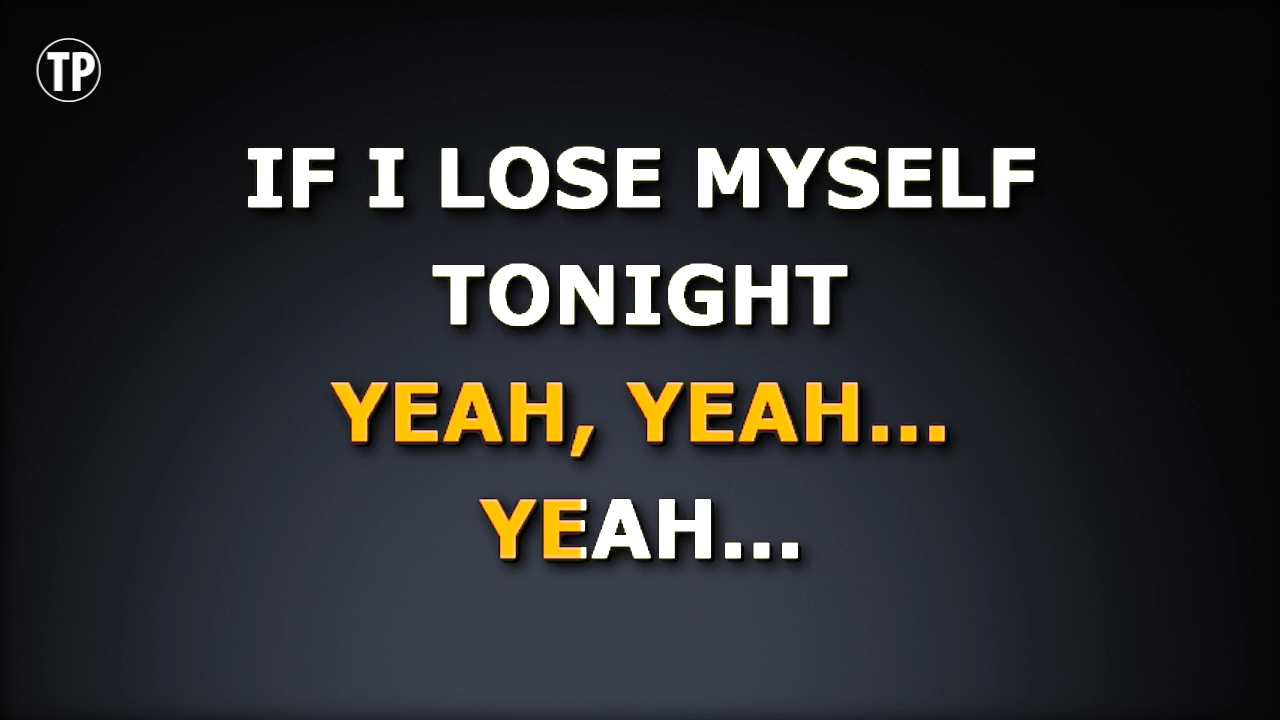 TP
IF I LOSE MYSELF
TONIGHT
YEAH, YEAH...
YEAH...